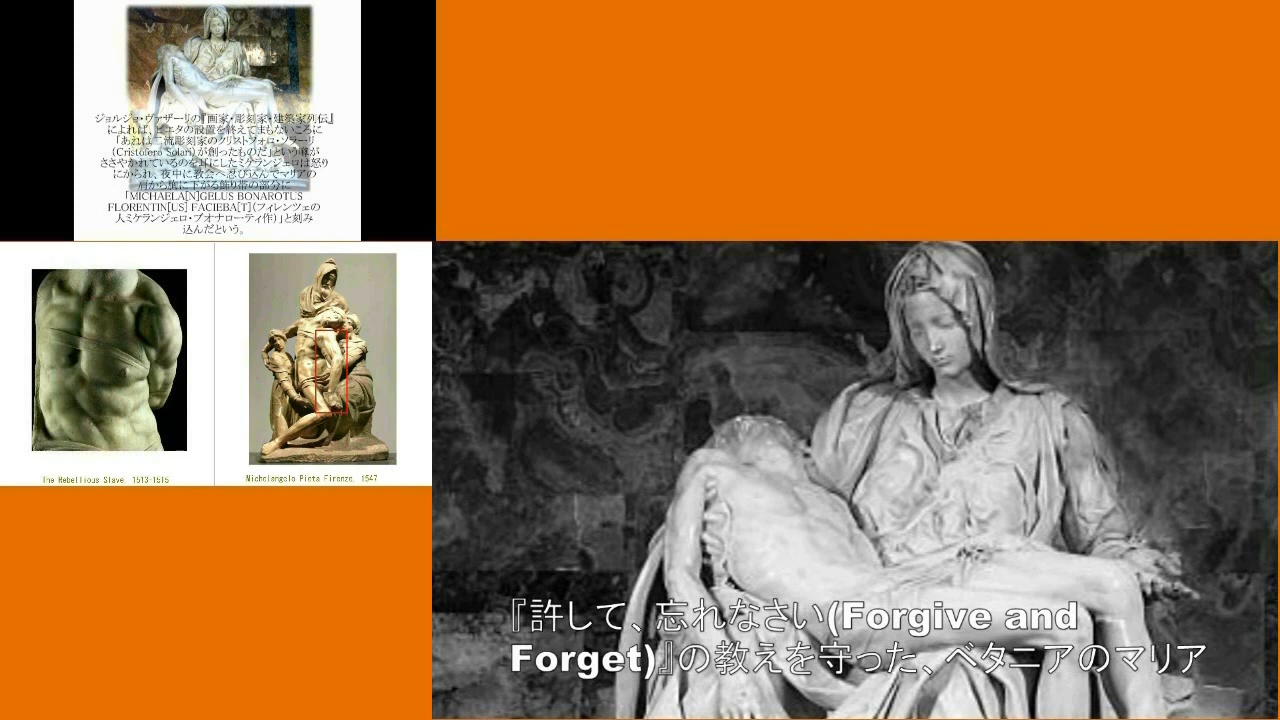 ジョルジョ・ヴァザーリの『画家・彫刻家・建築家列伝』
によれば、ピエタの設置を終えてまもないころに
「あれは二流彫刻家のクリストフォロ・ソラーリ
(Cristoforo Solari)が創ったものだ」という噂が
ささやかれているのを耳にしたミケランジェロは怒り
にかられ、夜中に教会へ忍び込んでマリアの
肩から腰に下がる飾り帯の部分に
「MICHAELA[N]GELUS BONAROTUS
FLORENTIN[US] FACIEBA[T](フィレンツェの
人ミケランジェロ・ブオナローティ作)」と刻み
込んだという。
The Rebellious Slave, 1513-1515
Michelangelo Pieta Firenze, 1547
『許して、忘れなさい(Forgive and
Forget)』の教えを守った、ベタニアのマリア